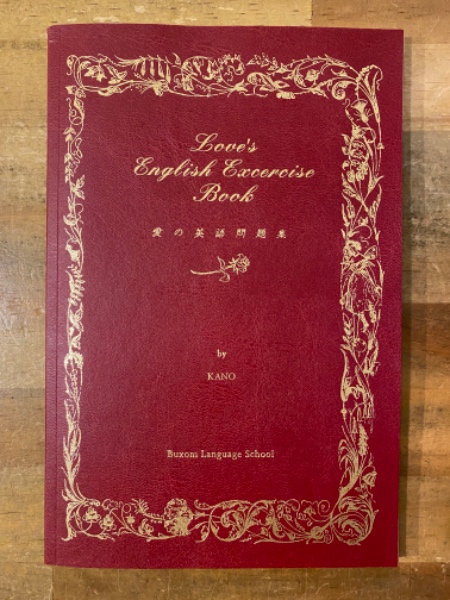 Love's
English Excercise
Book
愛の英語問題集
by
KANO
Buxom Language School